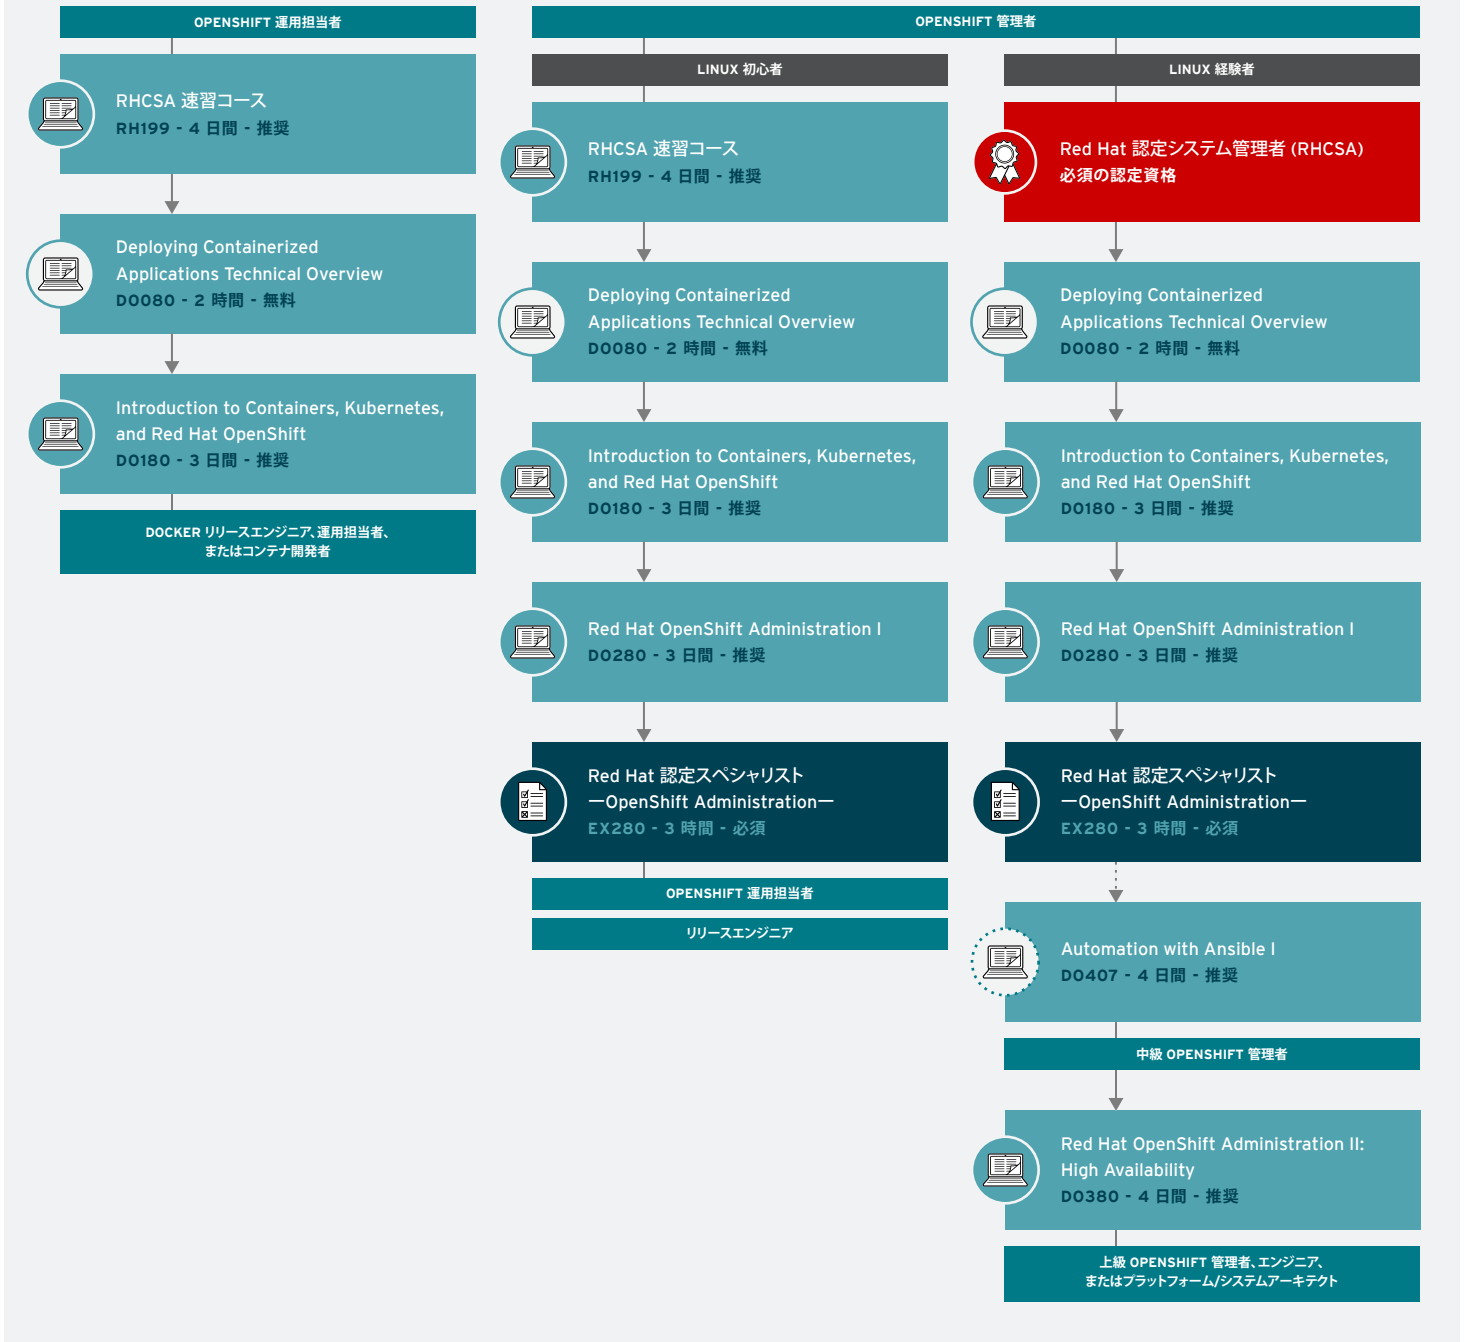 OPENSHIFT 運用担当者
RHCSA 速習コース
RH199 - 4 日間 - 推奨
Deploying Containerized
Applications Technical Overview
DO080 - 2 時間 - 無料
Introduction to Containers, Kubernetes,
and Red Hat OpenShift
DO180 - 3 日間 - 推奨
DOCKER リリースエンジニア、運用担当者、
またはコンテナ開発者
OPENSHIFT 管理者
LINUX 初心者
RHCSA 速習コース
RH199 - 4 日間 - 推奨
Deploying Containerized
Applications Technical Overview
DO080 - 2 時間 - 無料
Introduction to Containers, Kubernetes,
and Red Hat OpenShift
DO180 - 3 日間 - 推奨
Red Hat OpenShift Administration I
DO280 - 3 日間 - 推奨
Red Hat 認定スペシャリスト
—OpenShift Administration—
EX280 - 3 時間 - 必須
OPENSHIFT 運用担当者
リリースエンジニア
LINUX 経験者
Red Hat 認定システム管理者 (RHCSA)
必須の認定資格
Deploying Containerized
Applications Technical Overview
DO080 - 2 時間 - 無料
Introduction to Containers, Kubernetes,
and Red Hat OpenShift
DO180 - 3 日間 - 推奨
Red Hat OpenShift Administration I
DO280 - 3 日間 - 推奨
Red Hat 認定スペシャリスト
—OpenShift Administration—
EX280 - 3 時間 - 必須
Automation with Ansible I
DO407 - 4 日間 - 推奨
中級 OPENSHIFT 管理者
Red Hat OpenShift Administration II:
High Availability
DO380 - 4 日間 - 推奨
上級 OPENSHIFT 管理者、エンジニア、
またはプラットフォーム/システムアーキテクト